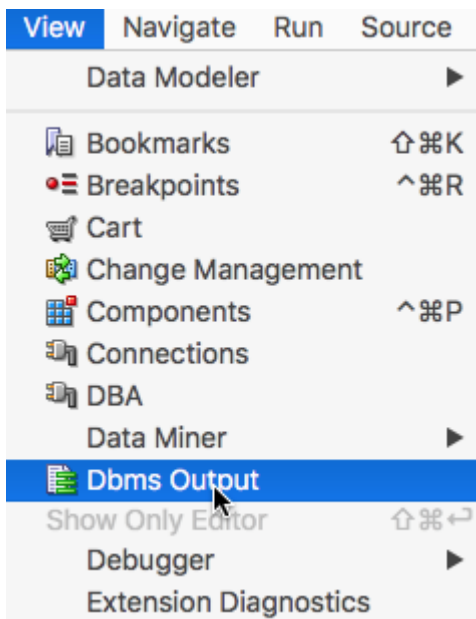 View Navigate Run Source
Data Modeler ▶
Bookmarks ⇧⌘K
Breakpoints ^⌘R
Cart
Change Management
Components ^⌘P
Connections
DBA
Data Miner ▶
Dbms Output
Show Only Editor ⇧⌘↩
Debugger ▶
Extension Diagnostics